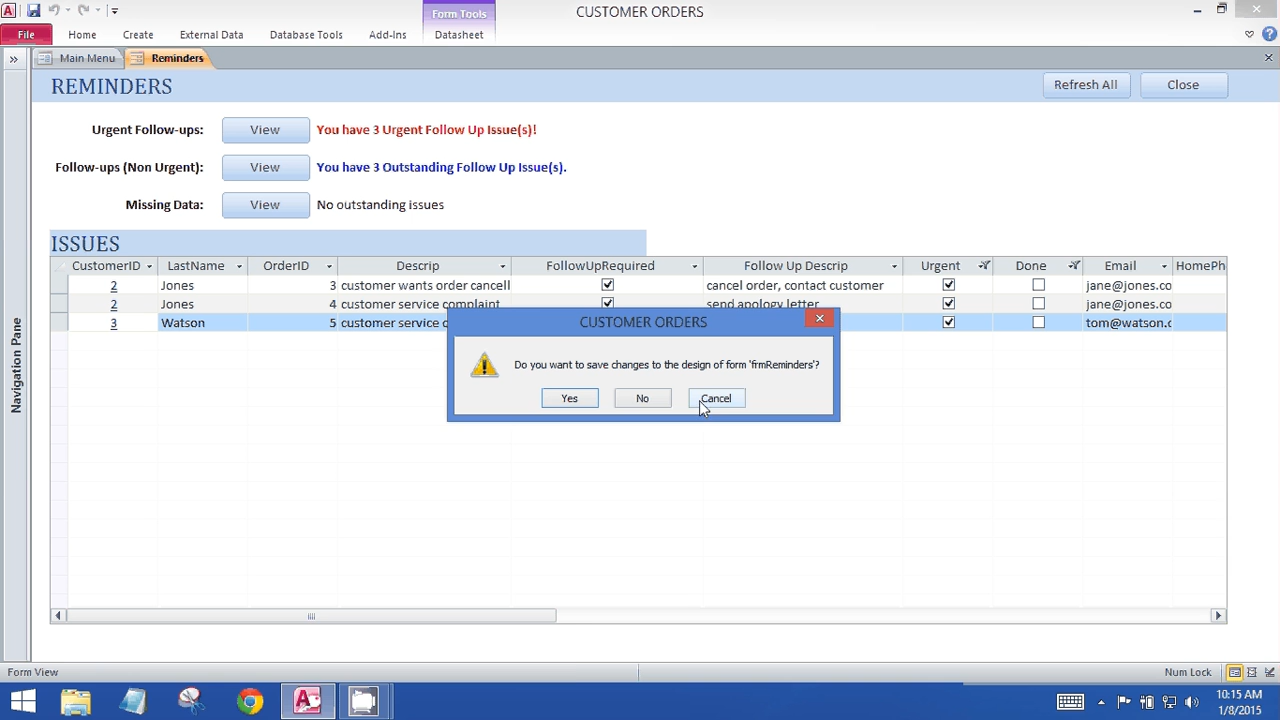 CUSTOMER ORDERS
Form Tools
File Home Create External Data Database Tools Add-Ins Datasheet
Main Menu Reminders
REMINDERS Refresh All Close
Urgent Follow-ups: View You have 3 Urgent Follow Up Issue(s)!
Follow-ups (Non Urgent): View You have 3 Outstanding Follow Up Issue(s).
Missing Data: View No outstanding issues
ISSUES
CustomerID LastName OrderID Descrip FollowUpRequired Follow Up Descrip Urgent Done Email HomePh
2 Jones 3 customer wants order cancell cancel order, contact customer jane@jones.co
2 Jones 4 customer service complaint send apology letter jane@jones.co
3 Watson 5 customer service tom@watson.c
CUSTOMER ORDERS
Do you want to save changes to the design of form 'frmReminders'?
Yes No Cancel
Navigation Pane
Form View Num Lock
10:15 AM
1/8/2015